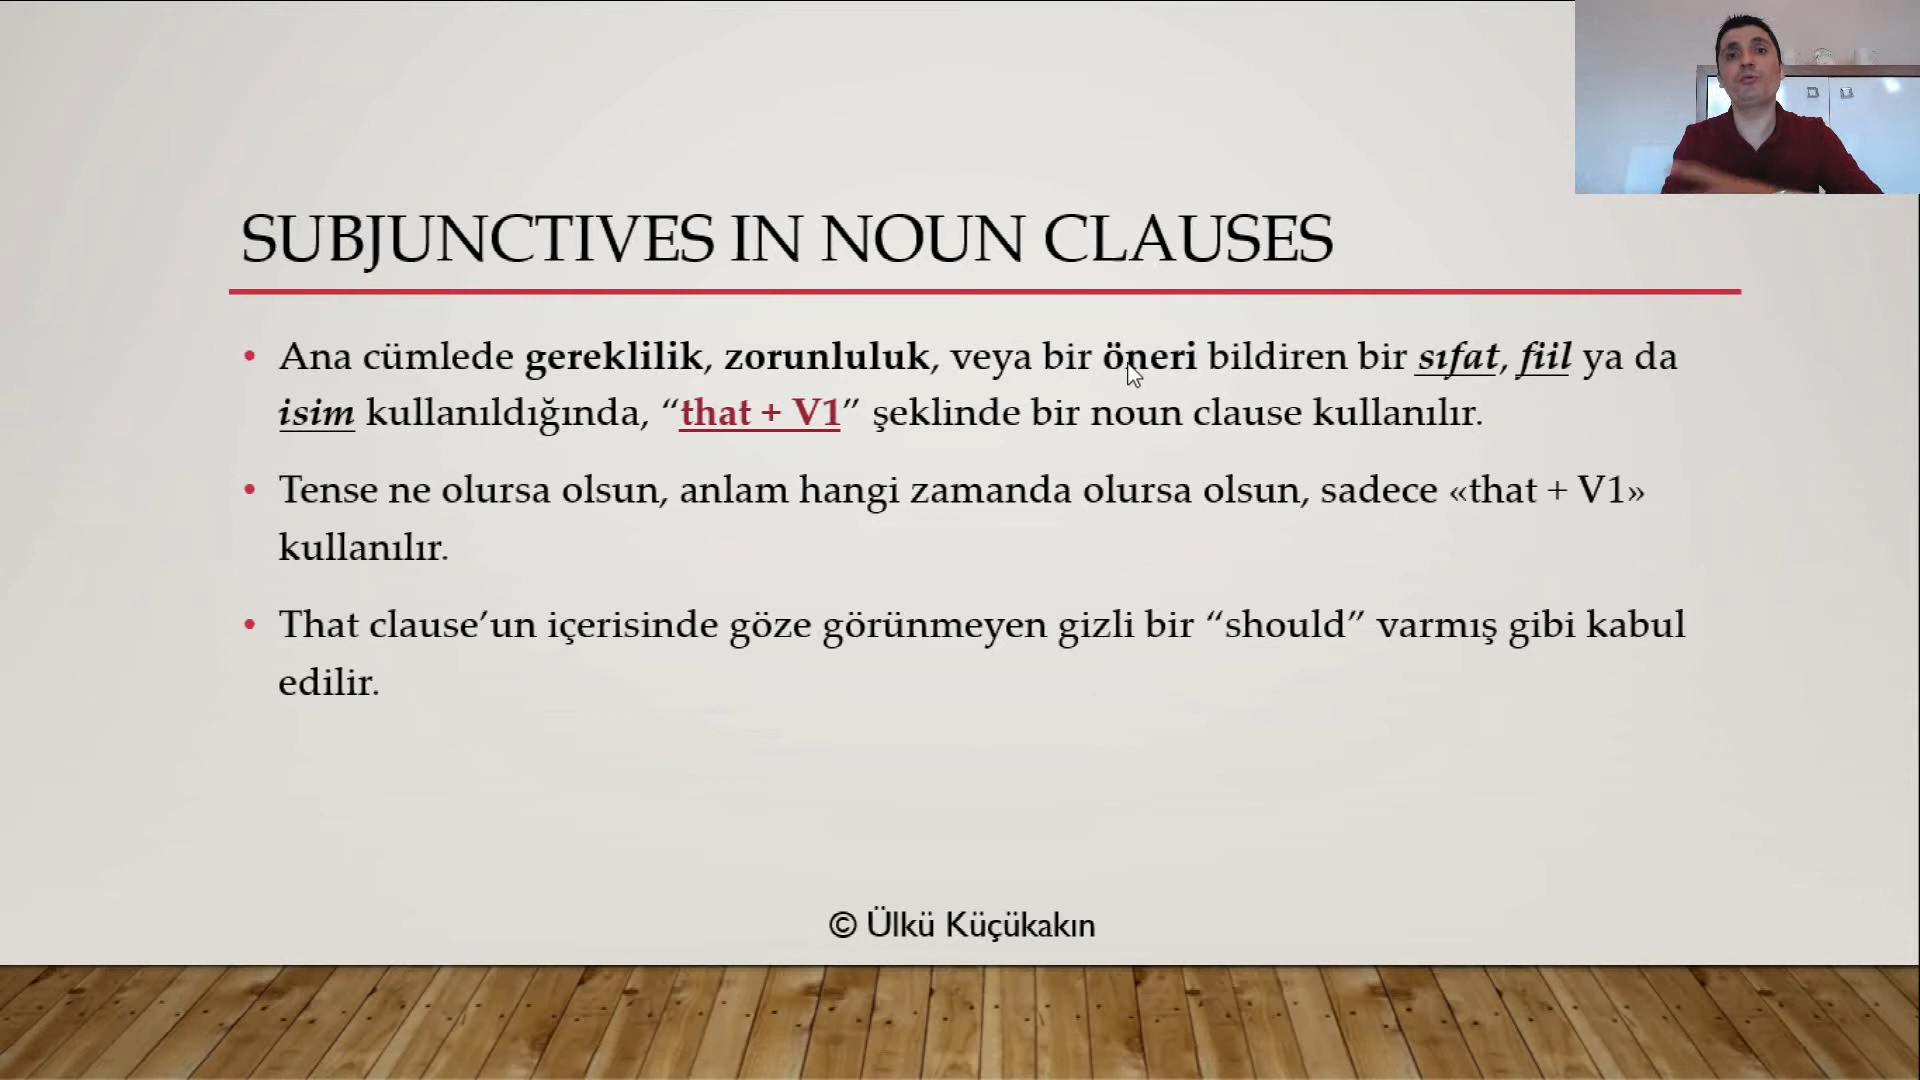 SUBJUNCTIVES IN NOUN CLAUSES
• Ana cümlede gereklilik, zorunluluk, veya bir öneri bildiren bir sıfat, fiil ya da
isim kullanıldığında, “that + V1” şeklinde bir noun clause kullanılır.
• Tense ne olursa olsun, anlam hangi zamanda olursa olsun, sadece «that + V1»
kullanılır.
• That clause’un içerisinde göze görünmeyen gizli bir “should” varmış gibi kabul
edilir.
© Ülkü Küçükakın